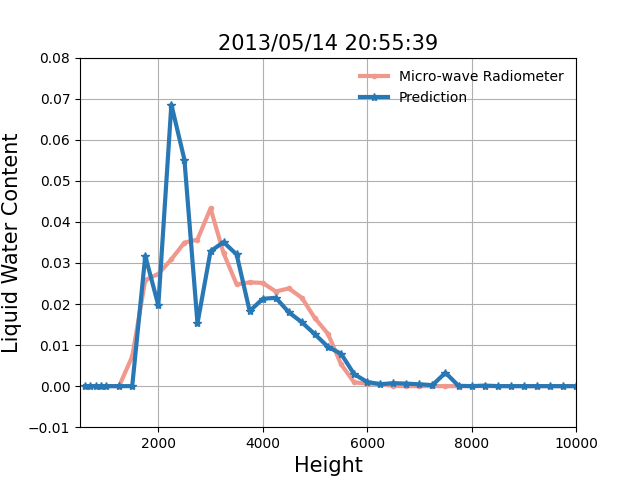 2013/05/14 20:55:39
0.08
0.07
0.06
0.05
0.04
0.03
0.02
0.01
0.00
−0.01
Liquid Water Content
Micro-wave Radiometer
Prediction
2000 4000 6000 8000 10000
Height